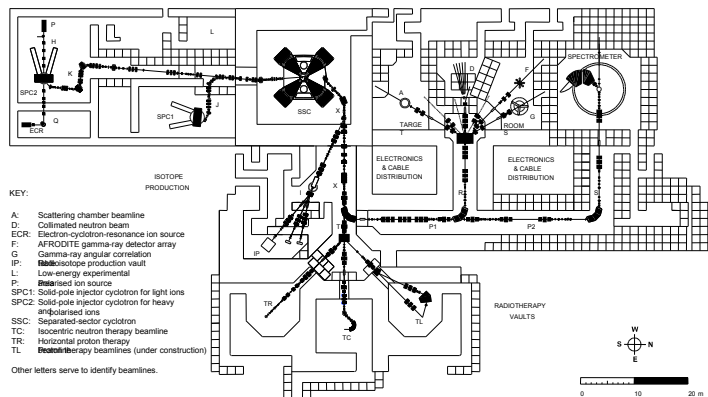 P
L
H
K
SPC2
J
SPC1
Q
ECR
SSC
X
A
D
F
G
SPECTROMETER
TARGE
T
ROOM
S
ELECTRONICS
& CABLE
DISTRIBUTION
ELECTRONICS
& CABLE
DISTRIBUTION
ISOTOPE
PRODUCTION
I
X
R
S
P1
P2
T
IP
TR
TC
TL
RADIOTHERAPY
VAULTS
KEY:
A: Scattering chamber beamline
D: Collimated neutron beam
ECR: Electron-cyclotron-resonance ion source
F: AFRODITE gamma-ray detector array
G Gamma-ray angular correlation
IP: production vault
L: Low-energy experimental
P: ion source
SPC1: Solid-pole injector cyclotron for light ions
SPC2: Solid-pole injector cyclotron for heavy
and polarised ions
SSC: Separated-sector cyclotron
TC: Isocentric neutron therapy beamline
TR: Horizontal proton therapy
TL therapy beamlines (under construction)
Other letters serve to identify beamlines.
W
S N
E
0 10 20 m